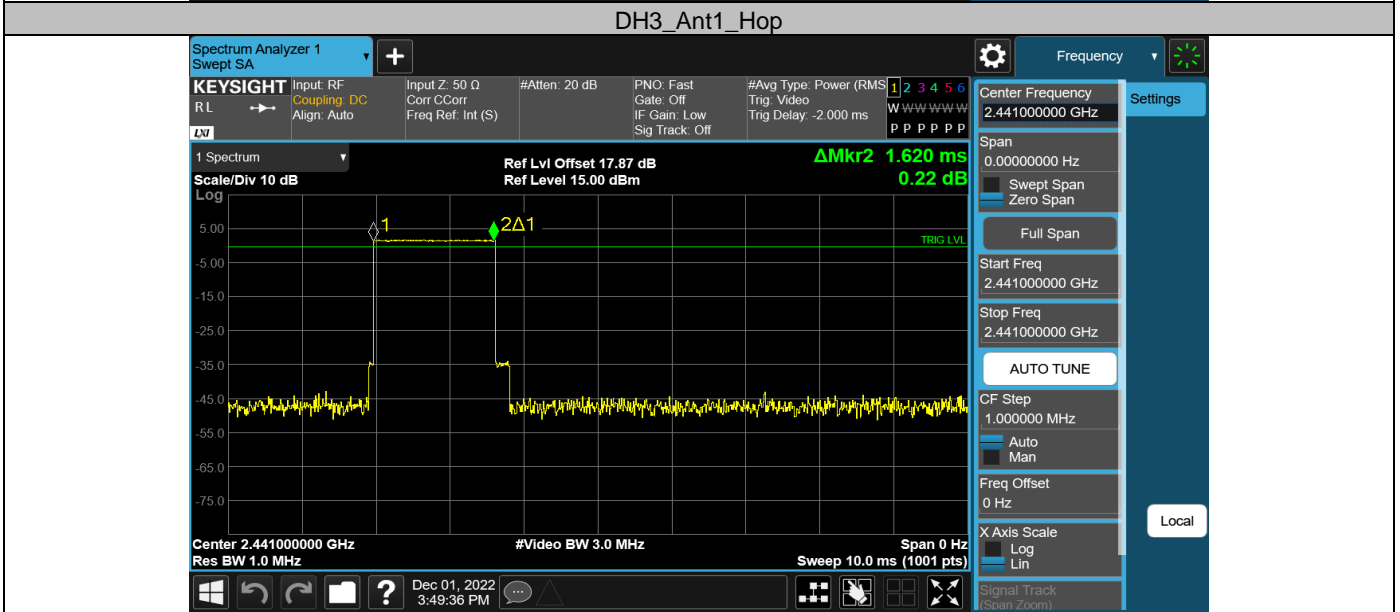 DH3_Ant1_Hop
Spectrum Analyzer 1
Swept SA
Frequency
KEYSIGHT
R L
LXI
Input: RF
Coupling: DC
Align: Auto
Input Z: 50 Ω
Corr CCorr
Freq Ref: Int (S)
#Atten: 20 dB
PNO: Fast
Gate: Off
IF Gain: Low
Sig Track: Off
#Avg Type: Power (RMS
Trig: Video
Trig Delay: -2.000 ms
1 2 3 4 5 6
W W W W W W
P P P P P P
1 Spectrum
Scale/Div 10 dB
Log
Ref Lvl Offset 17.87 dB
Ref Level 15.00 dBm
ΔMkr2 1.620 ms
0.22 dB
1
2Δ1
TRIG LVL
5.00
-5.00
-15.0
-25.0
-35.0
-45.0
-55.0
-65.0
-75.0
Center 2.441000000 GHz
Res BW 1.0 MHz
#Video BW 3.0 MHz
Span 0 Hz
Sweep 10.0 ms (1001 pts)
Center Frequency
2.441000000 GHz
Settings
Span
0.00000000 Hz
Swept Span
Zero Span
Full Span
Start Freq
2.441000000 GHz
Stop Freq
2.441000000 GHz
AUTO TUNE
CF Step
1.000000 MHz
Auto
Man
Freq Offset
0 Hz
X Axis Scale
Log
Lin
Signal Track
(Span Zoom)
Local
?
Dec 01, 2022
3:49:36 PM